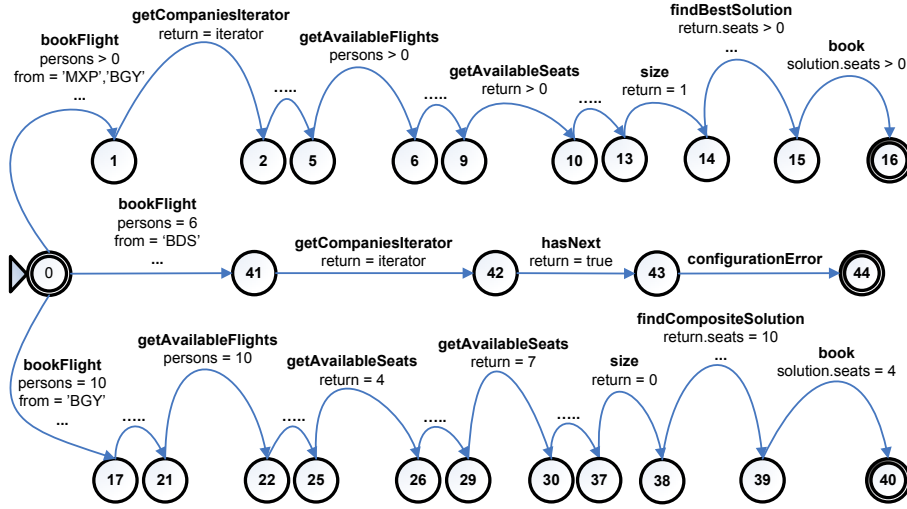 bookFlight
persons > 0
from = 'MXP','BGY'
...
getCompaniesIterator
return = iterator
.....
getAvailableFlights
persons > 0
.....
getAvailableSeats
return > 0
.....
size
return = 1
findBestSolution
return.seats > 0
...
book
solution.seats > 0
1
2
5
6
9
10
13
14
15
16
bookFlight
persons = 6
from = 'BDS'
...
getCompaniesIterator
return = iterator
hasNext
return = true
configurationError
0
41
42
43
44
bookFlight
persons = 10
from = 'BGY'
...
.....
getAvailableFlights
persons = 10
.....
getAvailableSeats
return = 4
.....
getAvailableSeats
return = 7
.....
size
return = 0
findCompositeSolution
return.seats = 10
...
book
solution.seats = 4
17
21
22
25
26
29
30
37
38
39
40